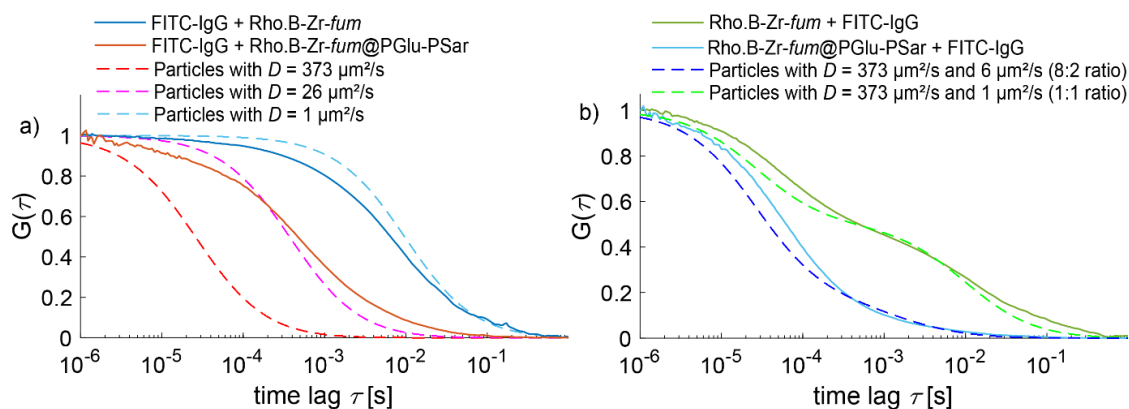 FITC-IgG + Rho.B-Zr-fum
FITC-IgG + Rho.B-Zr-fum@PGlu-PSar
Particles with D = 373 µm²/s
Particles with D = 26 µm²/s
Particles with D = 1 µm²/s
a)
1
0.8
0.6
0.4
0.2
0
G(τ)
10⁻⁶ 10⁻⁵ 10⁻⁴ 10⁻³ 10⁻² 10⁻¹
time lag τ [s]
Rho.B-Zr-fum + FITC-IgG
Rho.B-Zr-fum@PGlu-PSar + FITC-IgG
Particles with D = 373 µm²/s and 6 µm²/s (8:2 ratio)
Particles with D = 373 µm²/s and 1 µm²/s (1:1 ratio)
b)
1
0.8
0.6
0.4
0.2
0
G(τ)
10⁻⁶ 10⁻⁵ 10⁻⁴ 10⁻³ 10⁻² 10⁻¹
time lag τ [s]